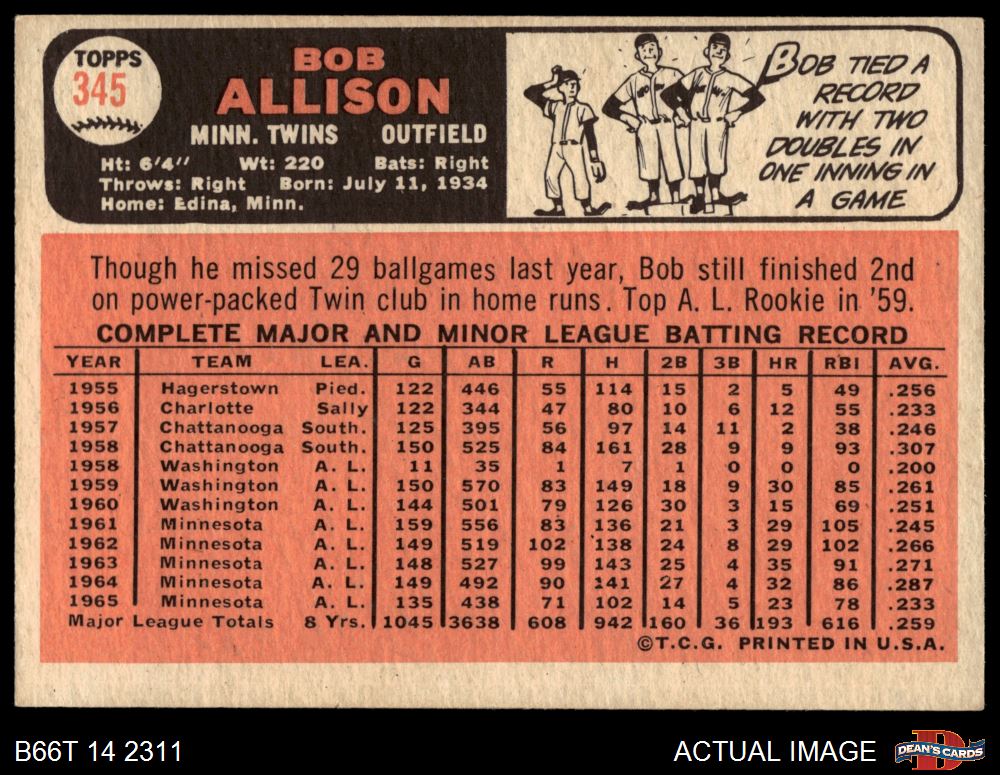 TOPPS
345
BOB
ALLISON
MINN. TWINS OUTFIELD
Ht: 6'4" Wt: 220 Bats: Right
Throws: Right Born: July 11, 1934
Home: Edina, Minn.
BOB TIED A
RECORD
WITH TWO
DOUBLES IN
ONE INNING IN
A GAME
Though he missed 29 ballgames last year, Bob still finished 2nd
on power-packed Twin club in home runs. Top A. L. Rookie in '59.
COMPLETE MAJOR AND MINOR LEAGUE BATTING RECORD
YEAR TEAM LEA. G AB R H 2B 3B HR RBI AVG.
1955 Hagerstown Pied. 122 446 55 114 15 2 5 49 .256
1956 Charlotte Sally 122 344 47 80 10 6 12 55 .233
1957 Chattanooga South. 125 395 56 97 14 11 2 38 .246
1958 Chattanooga South. 150 525 84 161 28 9 9 93 .307
1958 Washington A. L. 11 35 1 7 1 0 0 0 .200
1959 Washington A. L. 150 570 83 149 18 9 30 85 .261
1960 Washington A. L. 144 501 79 126 30 3 15 69 .251
1961 Minnesota A. L. 159 556 83 136 21 3 29 105 .245
1962 Minnesota A. L. 149 519 102 138 24 8 29 102 .266
1963 Minnesota A. L. 148 527 99 143 25 4 35 91 .271
1964 Minnesota A. L. 149 492 90 141 27 4 32 86 .287
1965 Minnesota A. L. 135 438 71 102 14 5 23 78 .233
Major League Totals 8 Yrs. 1045 3638 608 942 160 36 193 616 .259
©T.C.G. PRINTED IN U.S.A.
B66T 14 2311 ACTUAL IMAGE DEAN'S CARDS